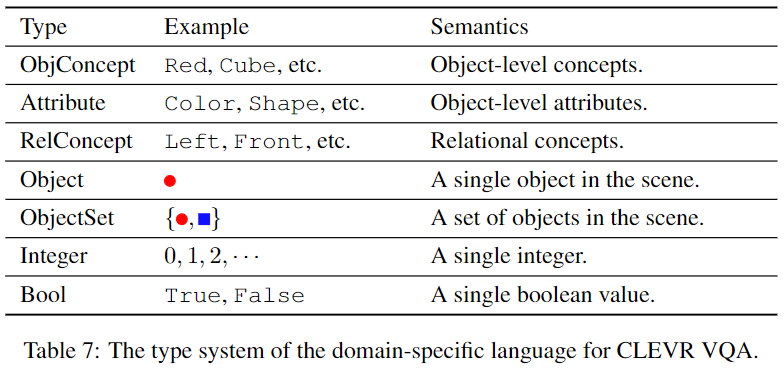 Type Example Semantics
ObjConcept Red, Cube, etc. Object-level concepts.
Attribute Color, Shape, etc. Object-level attributes.
RelConcept Left, Front, etc. Relational concepts.
Object A single object in the scene.
ObjectSet {●,■} A set of objects in the scene.
Integer 0, 1, 2, ⋯ A single integer.
Bool True, False A single boolean value.
Table 7: The type system of the domain-specific language for CLEVR VQA.